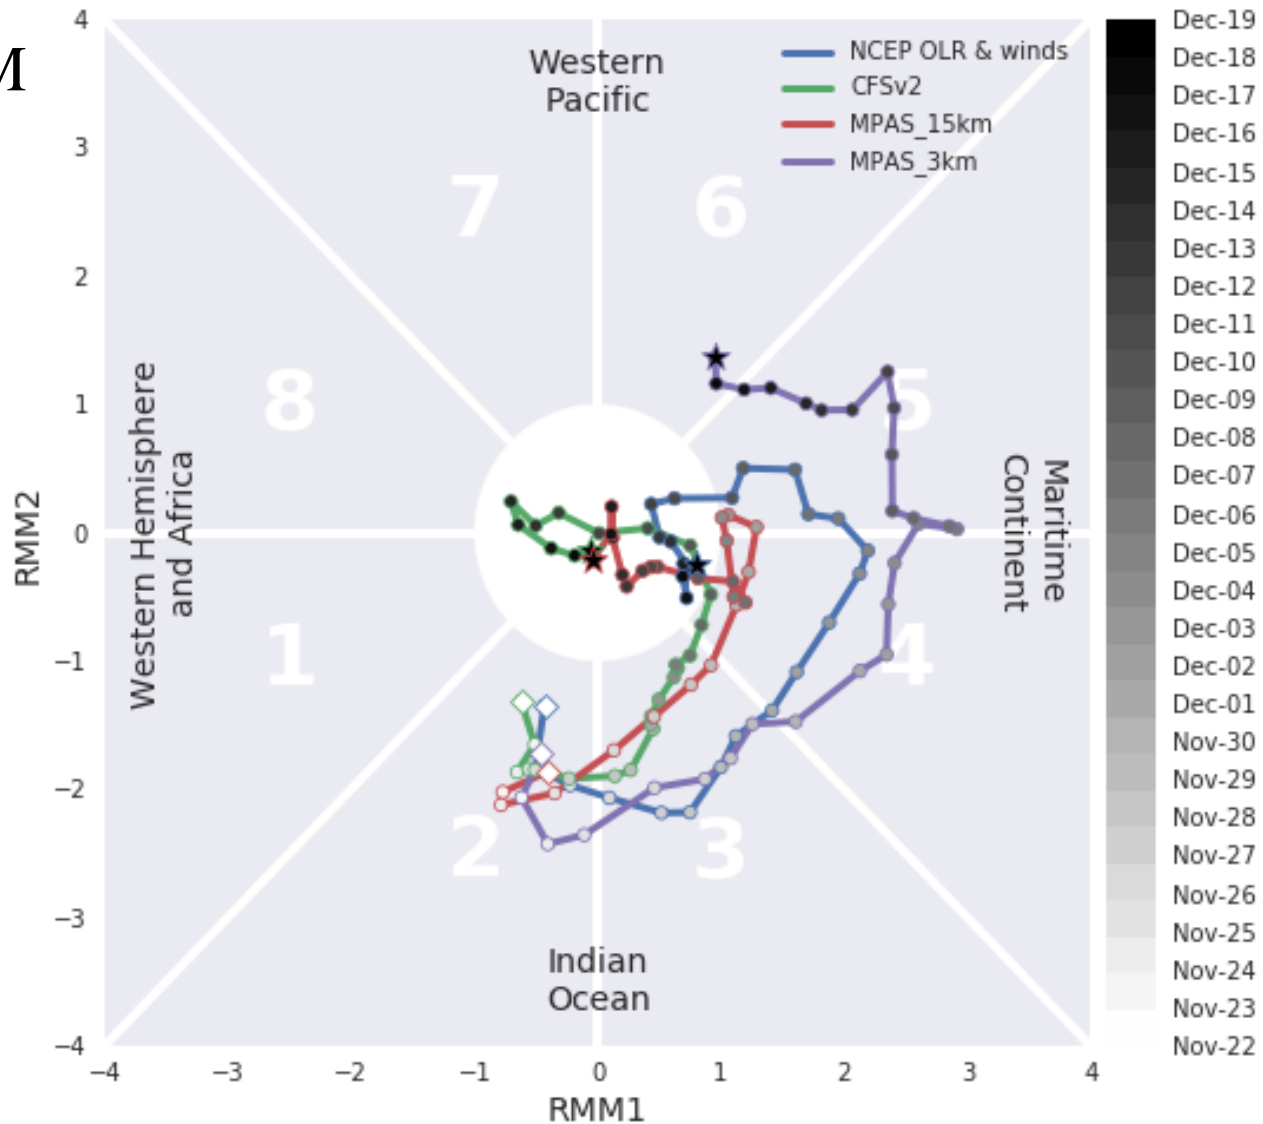 M
Western
Pacific
NCEP OLR & winds
CFSv2
MPAS_15km
MPAS_3km
7
6
8
5
1
4
2
3
Western Hemisphere
and Africa
Maritime
Continent
Indian
Ocean
RMM2
4
3
2
1
0
−1
−2
−3
−4
−4
−3
−2
−1
0
1
2
3
4
RMM1
Dec-19
Dec-18
Dec-17
Dec-16
Dec-15
Dec-14
Dec-13
Dec-12
Dec-11
Dec-10
Dec-09
Dec-08
Dec-07
Dec-06
Dec-05
Dec-04
Dec-03
Dec-02
Dec-01
Nov-30
Nov-29
Nov-28
Nov-27
Nov-26
Nov-25
Nov-24
Nov-23
Nov-22